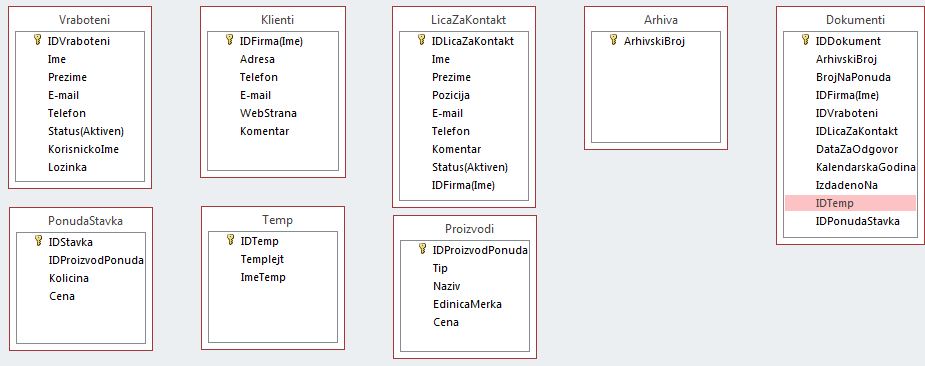 Vraboteni
IDVraboteni
Ime
Prezime
E-mail
Telefon
Status(Aktiven)
KorisnickoIme
Lozinka
Klienti
IDFirma(Ime)
Adresa
Telefon
E-mail
WebStrana
Komentar
LicaZaKontakt
IDLicaZaKontakt
Ime
Prezime
Pozicija
E-mail
Telefon
Komentar
Status(Aktiven)
IDFirma(Ime)
Arhiva
ArhivskiBroj
Dokumenti
IDDokument
ArhivskiBroj
BrojNaPonuda
IDFirma(Ime)
IDVraboteni
IDLicaZaKontakt
DataZaOdgovor
KalendarskaGodina
IzdadenoNa
IDTemp
IDPonudaStavka
PonudaStavka
IDStavka
IDProizvodPonuda
Kolicina
Cena
Temp
IDTemp
Templejt
ImeTemp
Proizvodi
IDProizvodPonuda
Tip
Naziv
EdinicaMerka
Cena